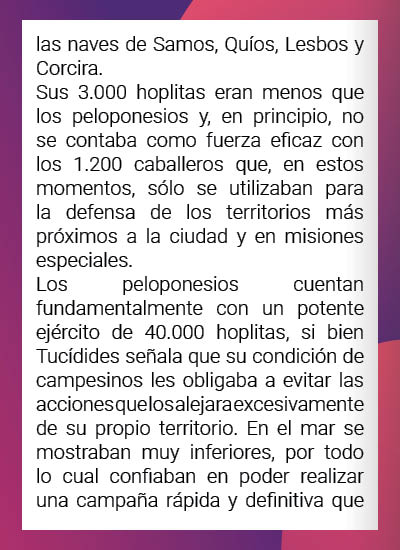 las naves de Samos, Quíos, Lesbos y
Corcira.
Sus 3.000 hoplitas eran menos que
los peloponesios y, en principio, no
se contaba como fuerza eficaz con
los 1.200 caballeros que, en estos
momentos, sólo se utilizaban para
la defensa de los territorios más
próximos a la ciudad y en misiones
especiales.
Los peloponesios cuentan
fundamentalmente con un potente
ejército de 40.000 hoplitas, si bien
Tucídides señala que su condición de
campesinos les obligaba a evitar las
acciones que los alejara excesivamente
de su propio territorio. En el mar se
mostraban muy inferiores, por todo
lo cual confiaban en poder realizar
una campaña rápida y definitiva que